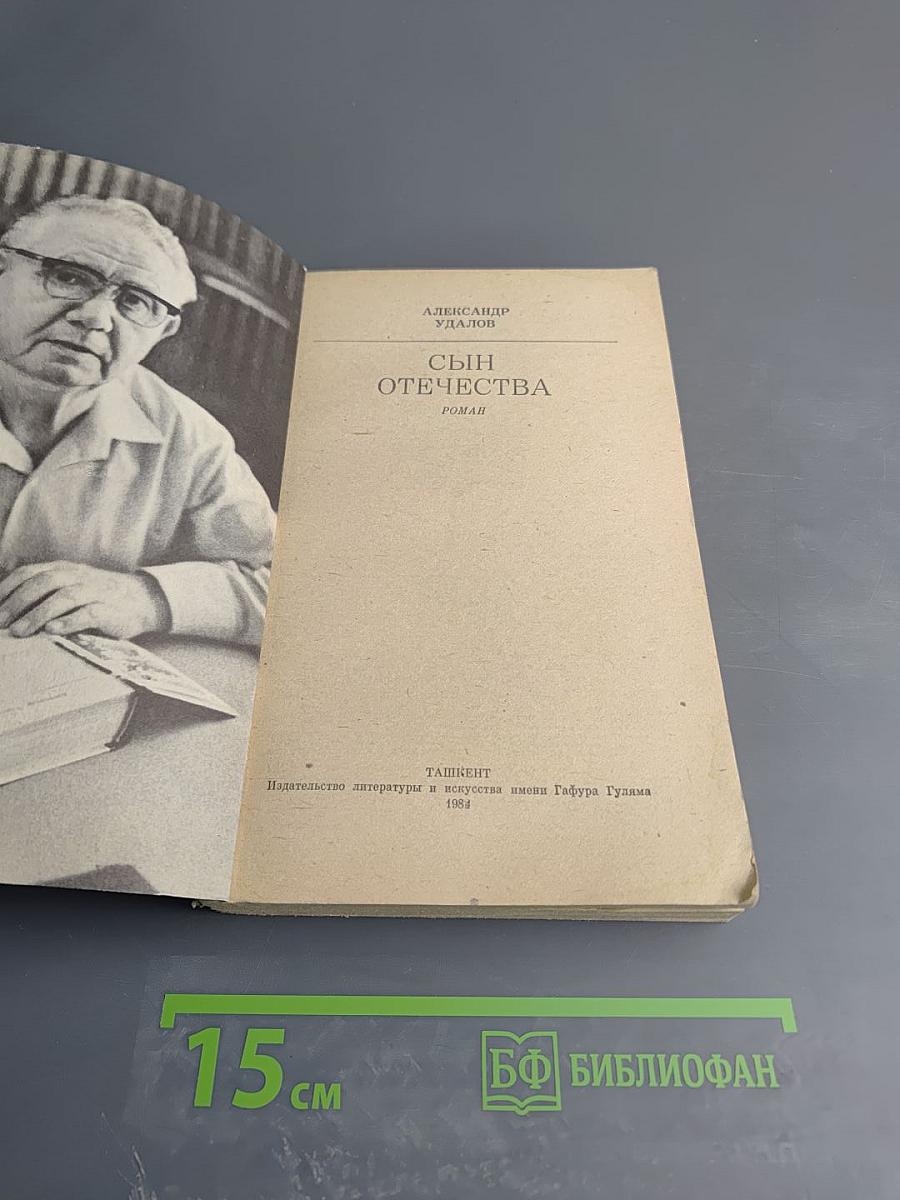 АЛЕКСАНДР
УДАЛОВ
СЫН
ОТЕЧЕСТВА
РОМАН
ТАШКЕНТ
Издательство литературы и искусства имени Гафура Гуляма
15 см
БФ БИБЛИОФАН